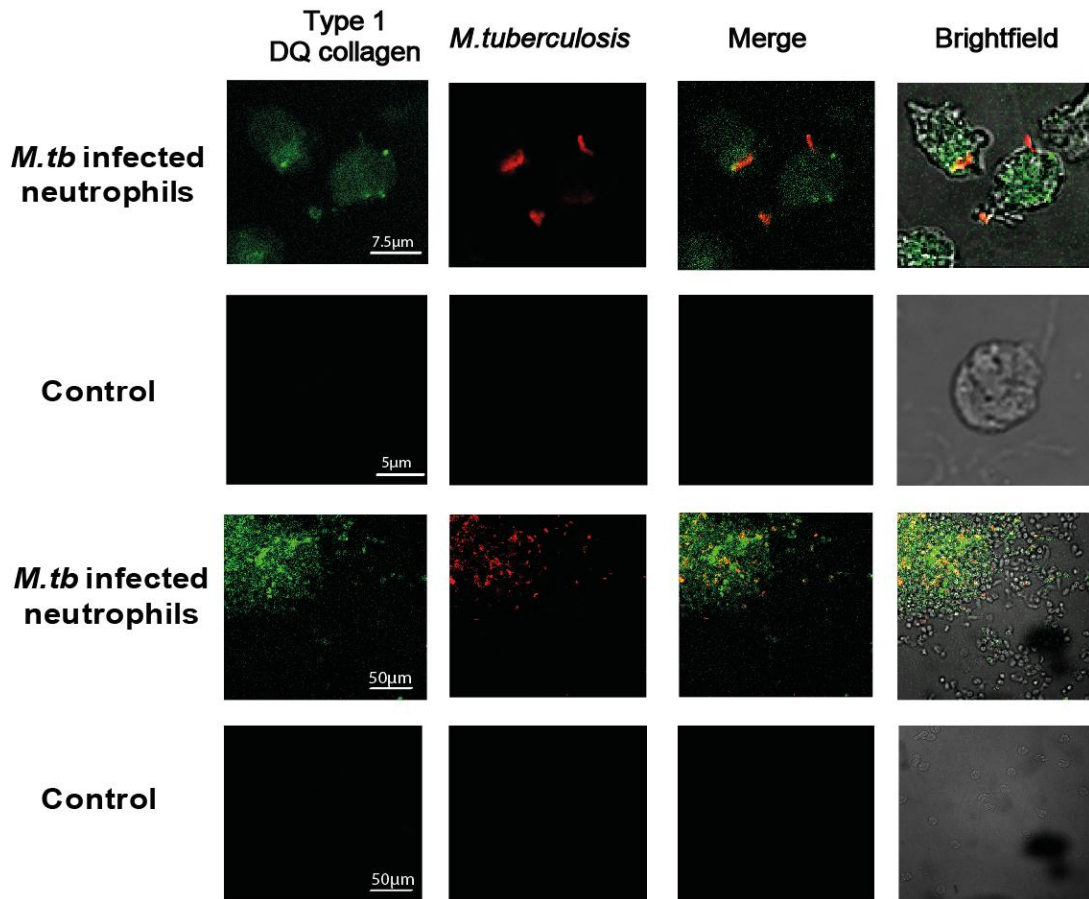 Type 1
DQ collagen
M.tuberculosis
Merge
Brightfield
M.tb infected
neutrophils
7.5μm
Control
5μm
M.tb infected
neutrophils
50μm
Control
50μm